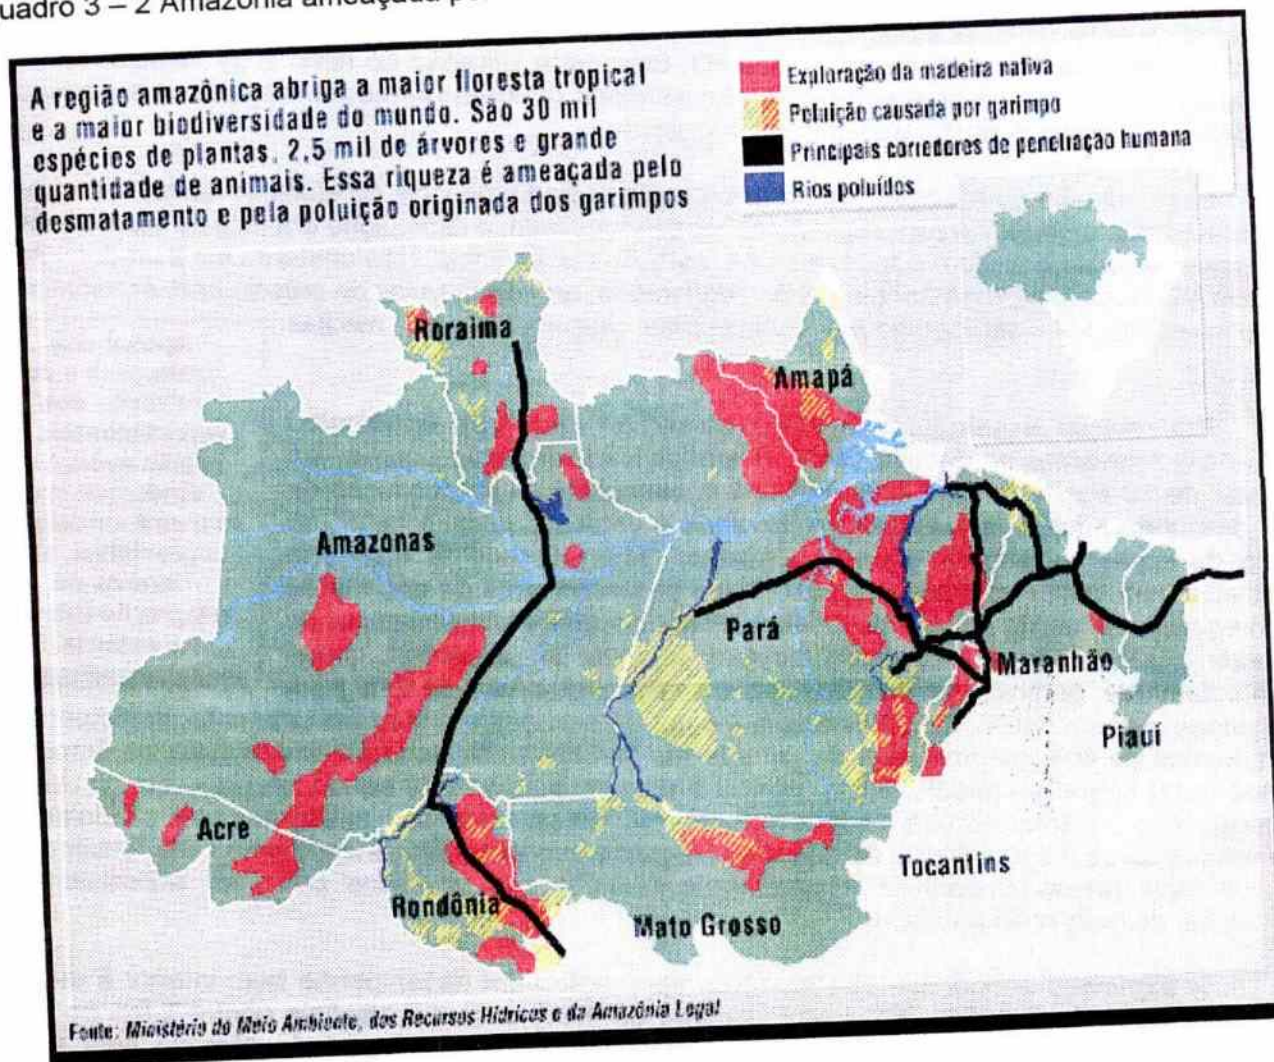 uadro 3 – 2 Amazônia ameaçada
A região amazônica abriga a maior floresta tropical
e a maior biodiversidade do mundo. São 30 mil
espécies de plantas, 2,5 mil de árvores e grande
quantidade de animais. Essa riqueza é ameaçada pelo
desmatamento e pela poluição originada dos garimpos
Exploração da madeira nativa
Poluição causada por garimpo
Principais corredores de penetração humana
Rios poluídos
Roraima
Amapá
Amazonas
Pará
Maranhão
Piauí
Acre
Tocantins
Rondônia
Mato Grosso
Fonte: Ministério do Meio Ambiente, dos Recursos Hídricos e da Amazônia Legal